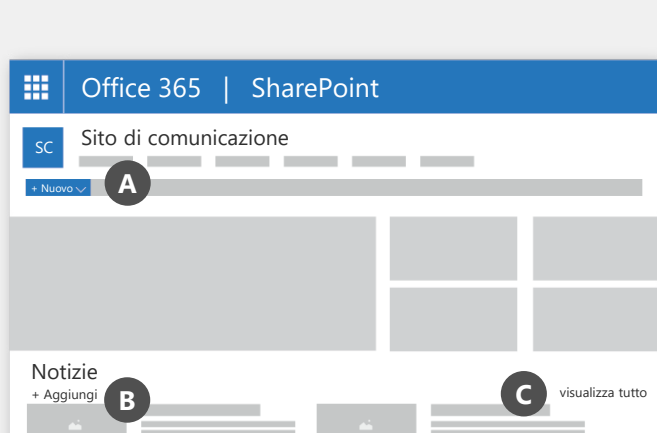 Office 365 | SharePoint
SC
Sito di comunicazione
+ Nuovo
A
Notizie
+ Aggiungi
B
C
visualizza tutto